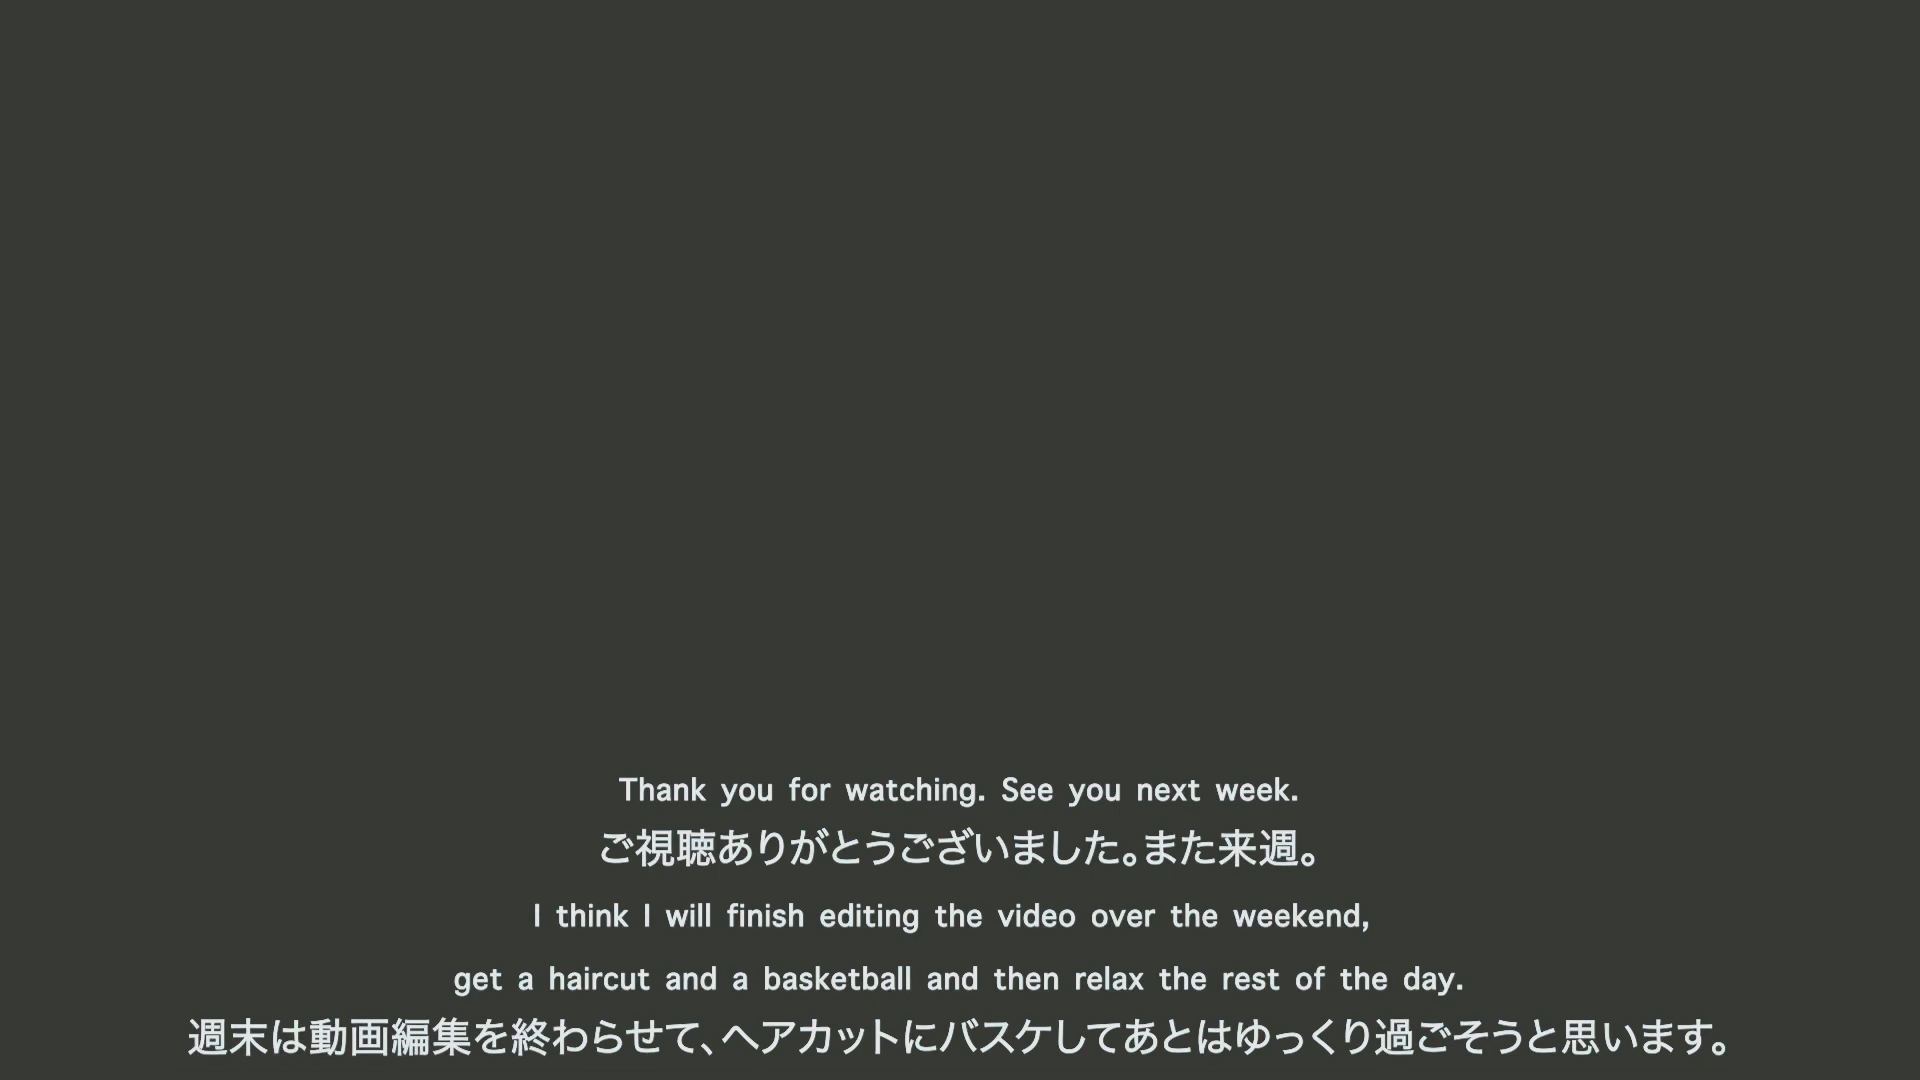 Thank you for watching. See you next week.
ご視聴ありがとうございました。また来週。
I think I will finish editing the video over the weekend,
get a haircut and a basketball and then relax the rest of the day.
週末は動画編集を終わらせて、ヘアカットにバスケしてあとはゆっくり過ごそうと思います。